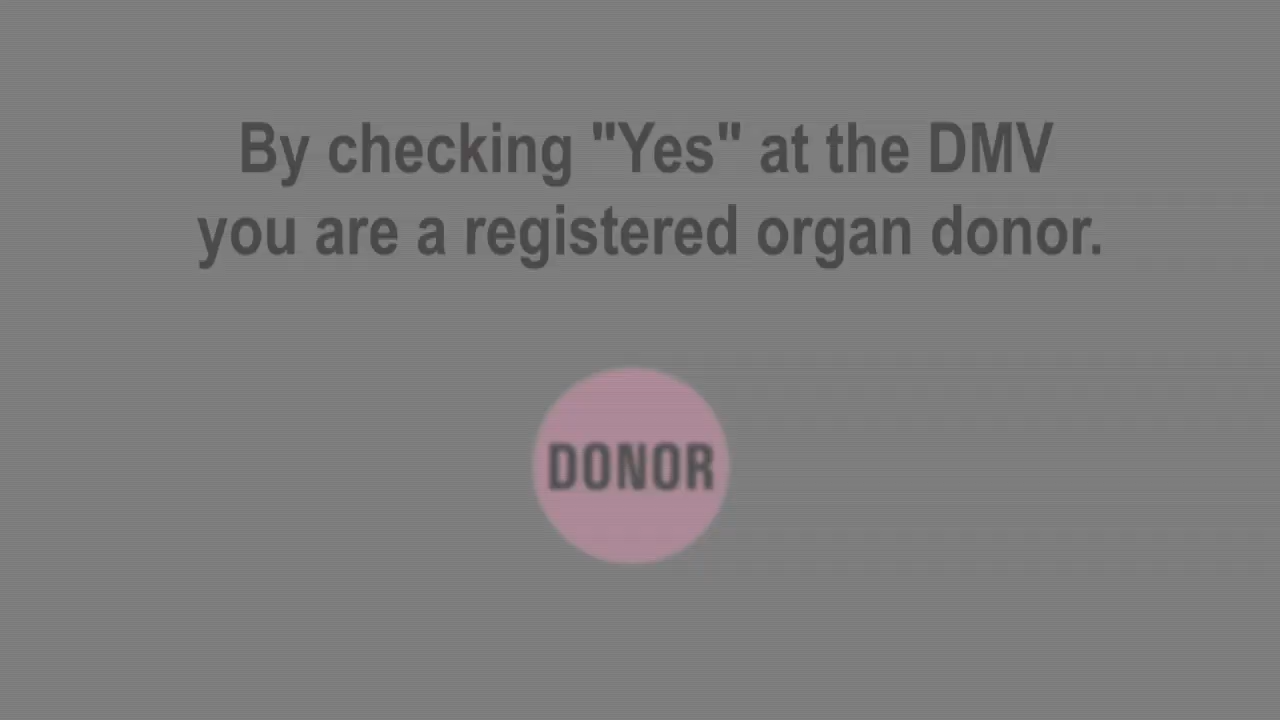 By checking "Yes" at the DMV
you are a registered organ donor.
DONOR